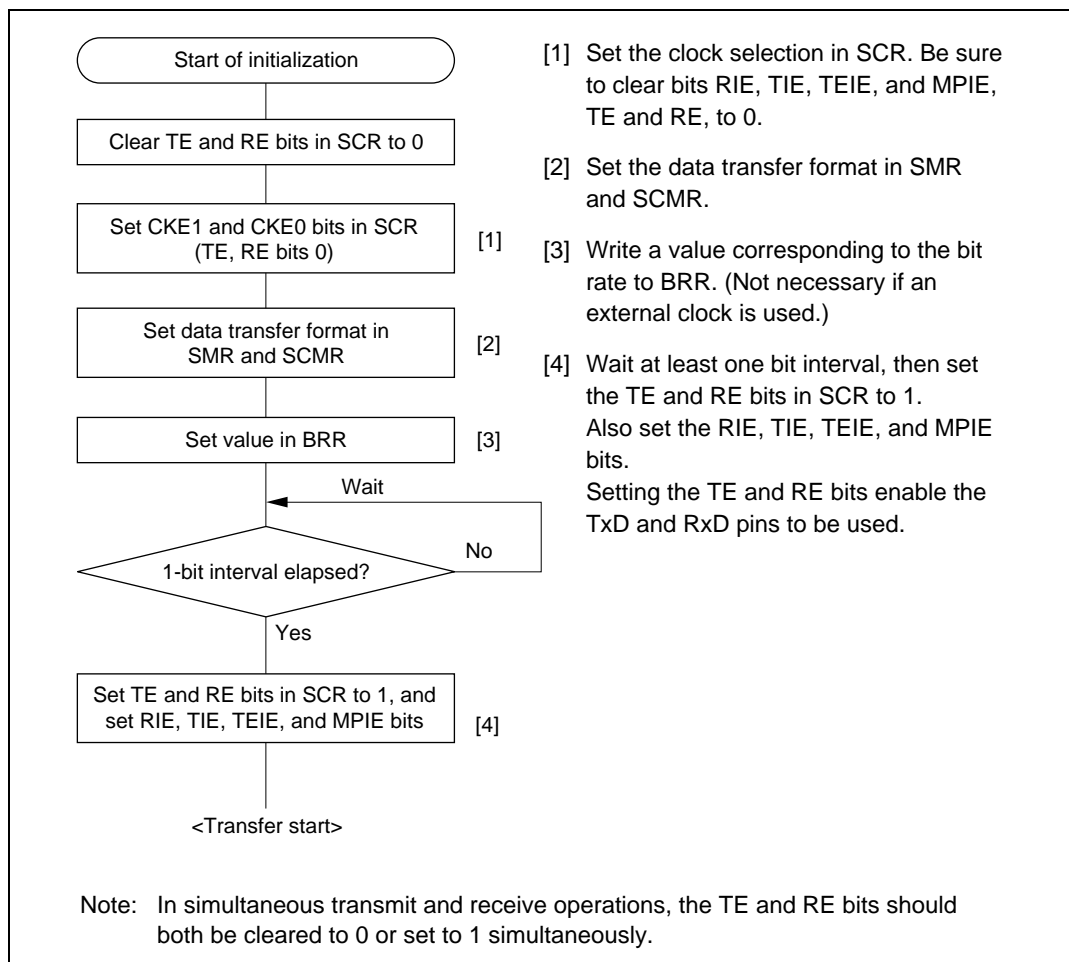 Start of initialization
Clear TE and RE bits in SCR to 0
Set CKE1 and CKE0 bits in SCR
(TE, RE bits 0)
[1]
Set data transfer format in
SMR and SCMR
[2]
Set value in BRR
[3]
Wait
No
1-bit interval elapsed?
Yes
Set TE and RE bits in SCR to 1, and
set RIE, TIE, TEIE, and MPIE bits
[4]
<Transfer start>
[1] Set the clock selection in SCR. Be sure
to clear bits RIE, TIE, TEIE, and MPIE,
TE and RE, to 0.
[2] Set the data transfer format in SMR
and SCMR.
[3] Write a value corresponding to the bit
rate to BRR. (Not necessary if an
external clock is used.)
[4] Wait at least one bit interval, then set
the TE and RE bits in SCR to 1.
Also set the RIE, TIE, TEIE, and MPIE
bits.
Setting the TE and RE bits enable the
TxD and RxD pins to be used.
Note: In simultaneous transmit and receive operations, the TE and RE bits should
both be cleared to 0 or set to 1 simultaneously.